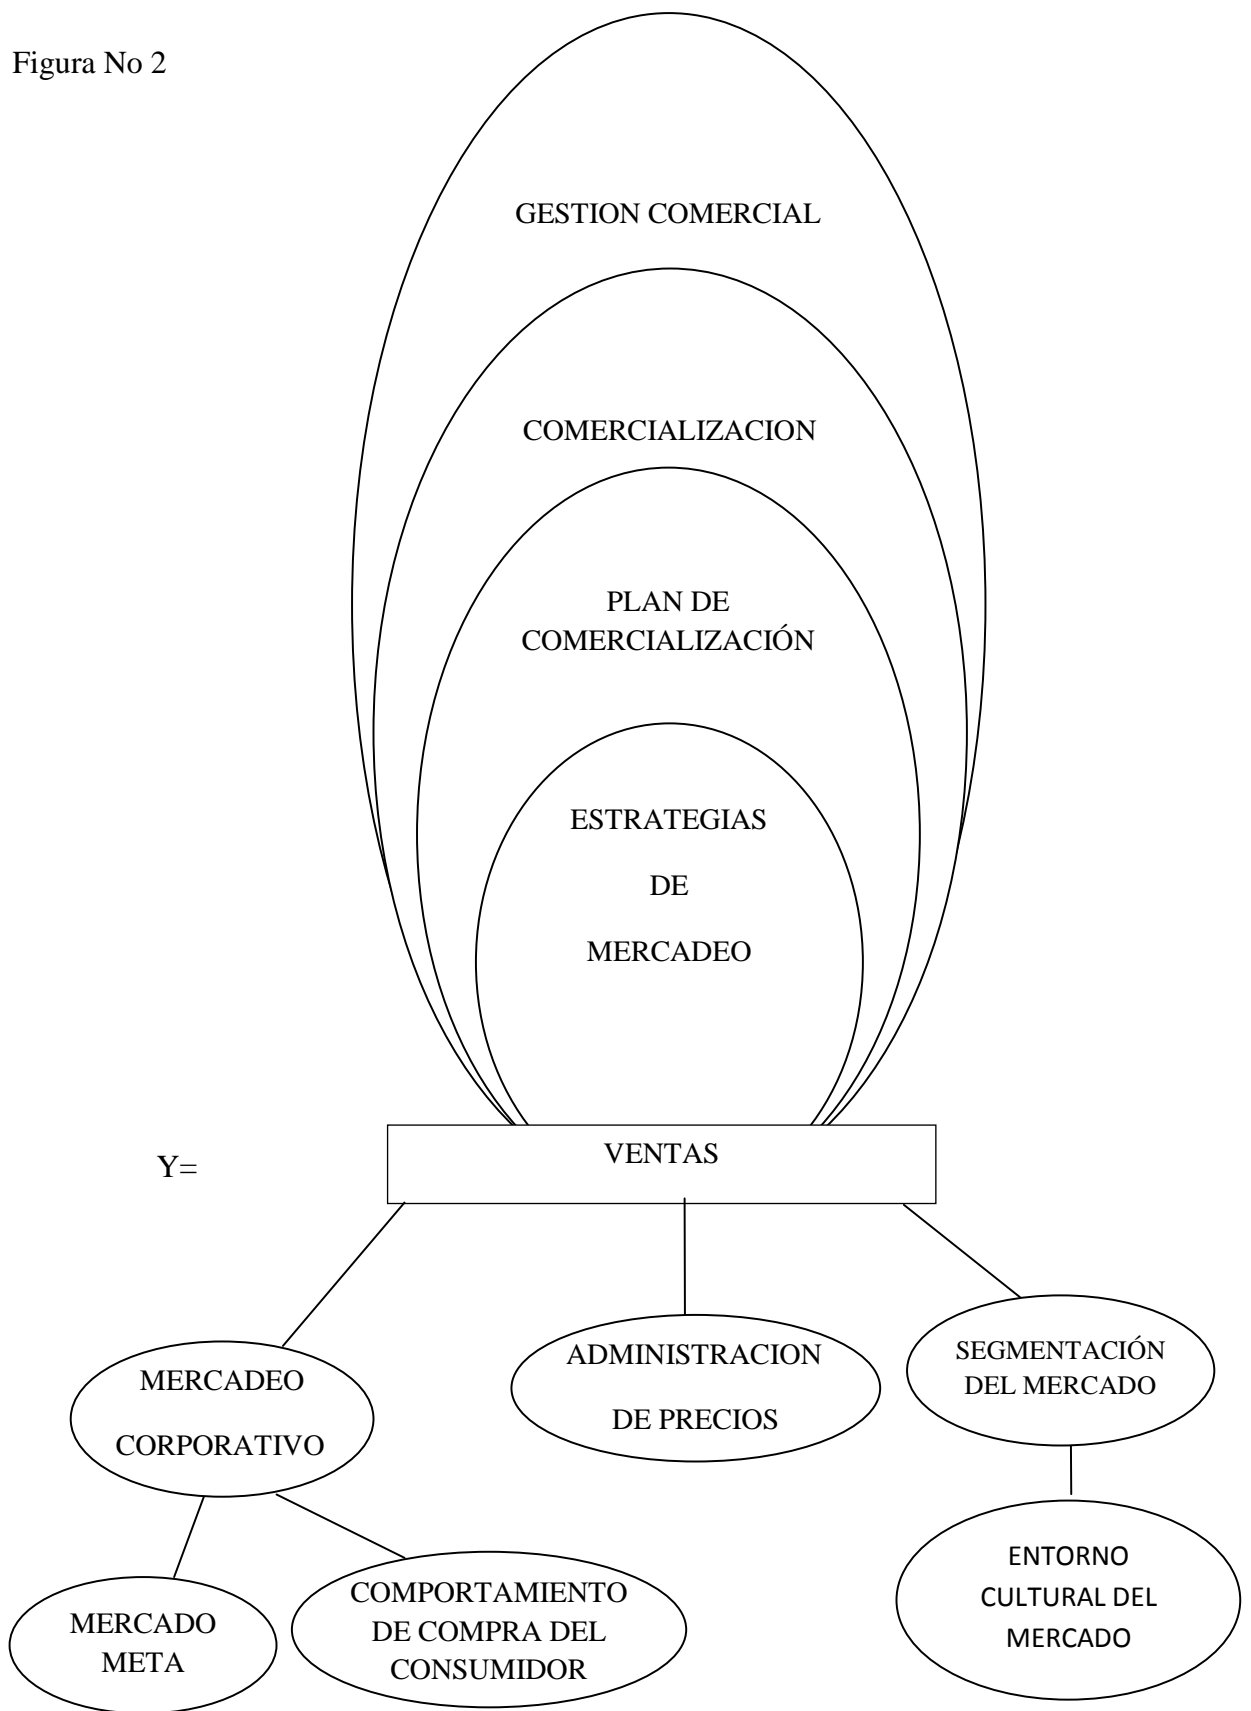 Figura No 2
GESTION COMERCIAL
COMERCIALIZACION
PLAN DE
COMERCIALIZACIÓN
ESTRATEGIAS
DE
MERCADEO
Y=
VENTAS
MERCADEO
CORPORATIVO
ADMINISTRACION
DE PRECIOS
SEGMENTACIÓN
DEL MERCADO
MERCADO
META
COMPORTAMIENTO
DE COMPRA DEL
CONSUMIDOR
ENTORNO
CULTURAL DEL
MERCADO